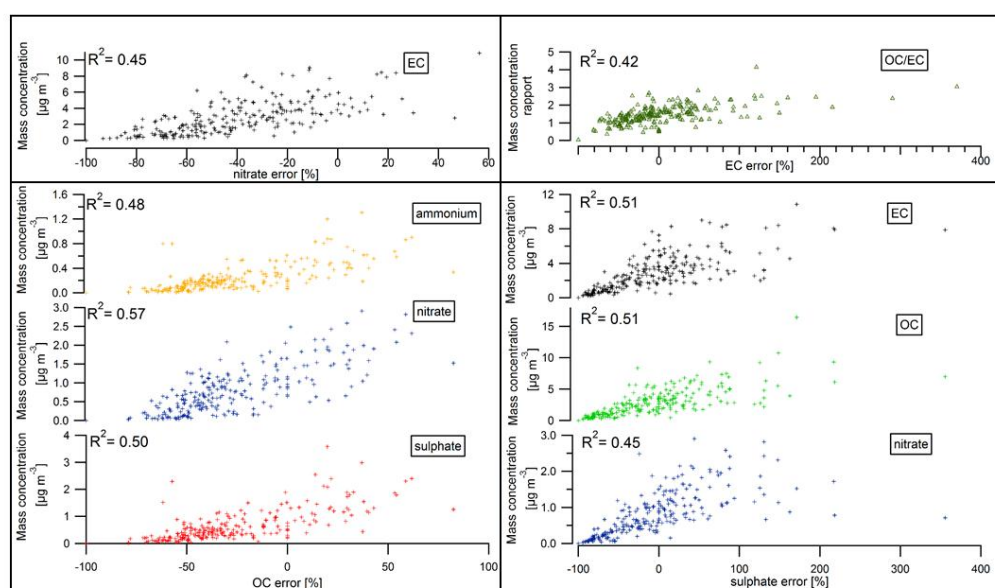 Mass concentration
[µg m-3]
R2= 0.45
EC
10
8
6
4
2
0
-100 -80 -60 -40 -20 0 20 40 60
nitrate error [%]
Mass concentration
rapport
R2= 0.42
OC/EC
5
4
3
2
1
0
0 200 400
EC error [%]
Mass concentration
[µg m-3]
R2= 0.48
ammonium
1.6
1.2
0.8
0.4
0.0
Mass concentration
[µg m-3]
R2= 0.57
nitrate
3.0
2.5
2.0
1.5
1.0
0.5
0.0
Mass concentration
[µg m-3]
R2= 0.50
sulphate
4
3
2
1
0
-100 -50 0 50 100
OC error [%]
Mass concentration
[µg m-3]
R2= 0.51
EC
12
8
4
0
Mass concentration
[µg m-3]
R2= 0.51
OC
15
10
5
0
Mass concentration
[µg m-3]
R2= 0.45
nitrate
3.0
2.0
1.0
0.0
-100 0 100 200 300 400
sulphate error [%]